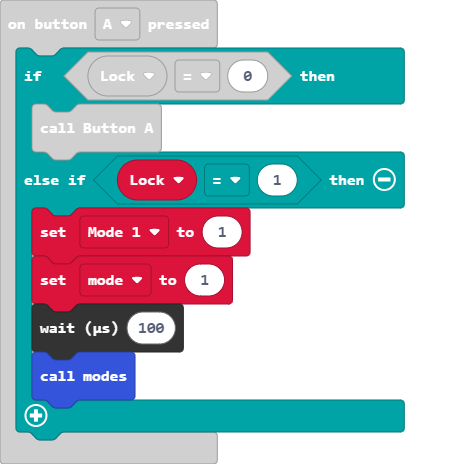 on button A pressed
if Lock = 0 then
call Button A
else if Lock = 1 then
set Mode 1 to 1
set mode to 1
wait (µs) 100
call modes